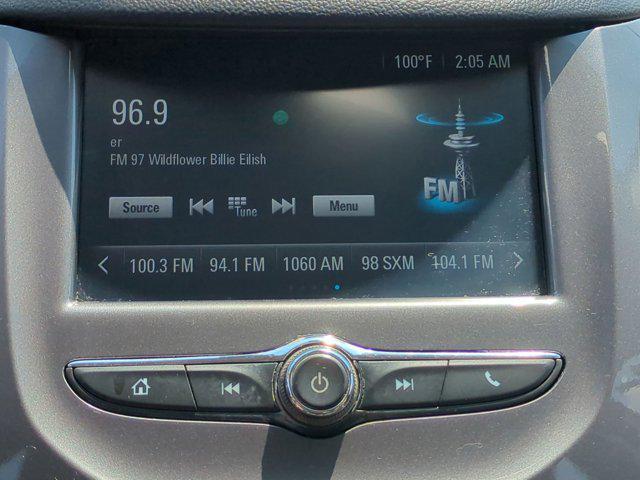 100°F 2:05 AM
96.9
er
FM 97 Wildflower Billie Eilish
FM
Source Tune Menu
100.3 FM 94.1 FM 1060 AM 98 SXM 104.1 FM